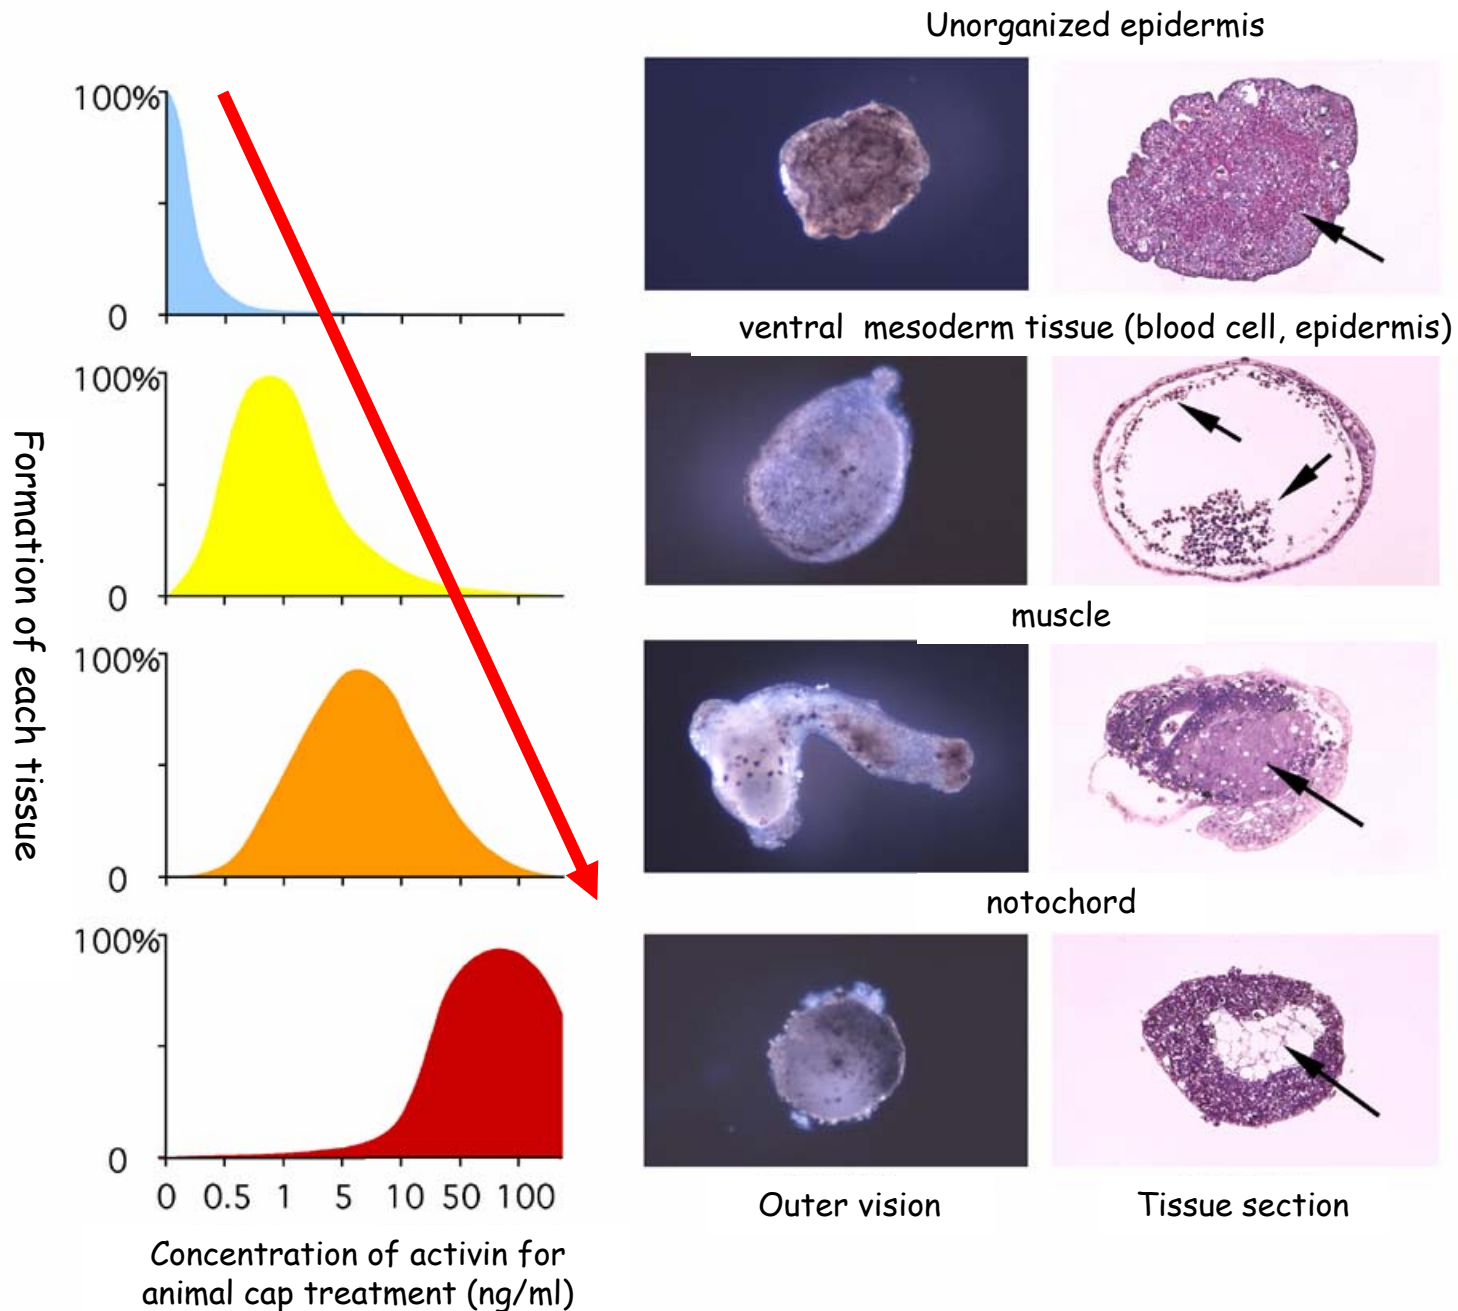 Unorganized epidermis
100%
0
ventral mesoderm tissue (blood cell, epidermis)
100%
0
muscle
100%
0
notochord
100%
0
Formation of each tissue
0 0.5 1 5 10 50 100
Outer vision
Tissue section
Concentration of activin for
animal cap treatment (ng/ml)